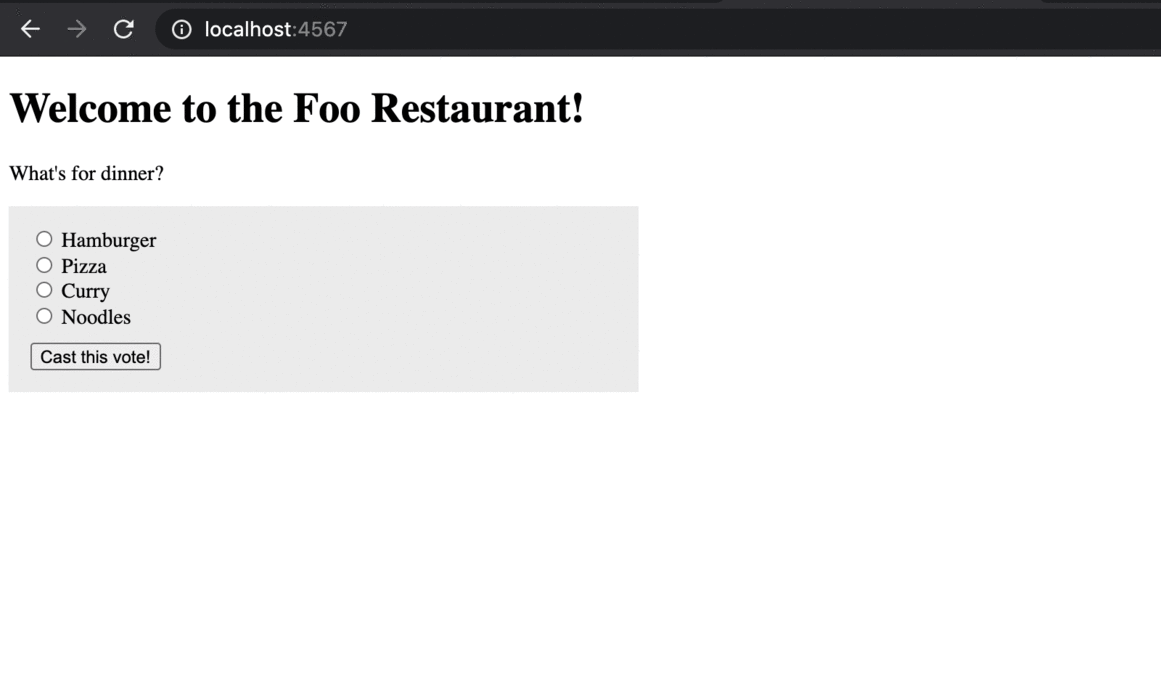 localhost:4567
Welcome to the Foo Restaurant!
What's for dinner?
Hamburger
Pizza
Curry
Noodles
Cast this vote!